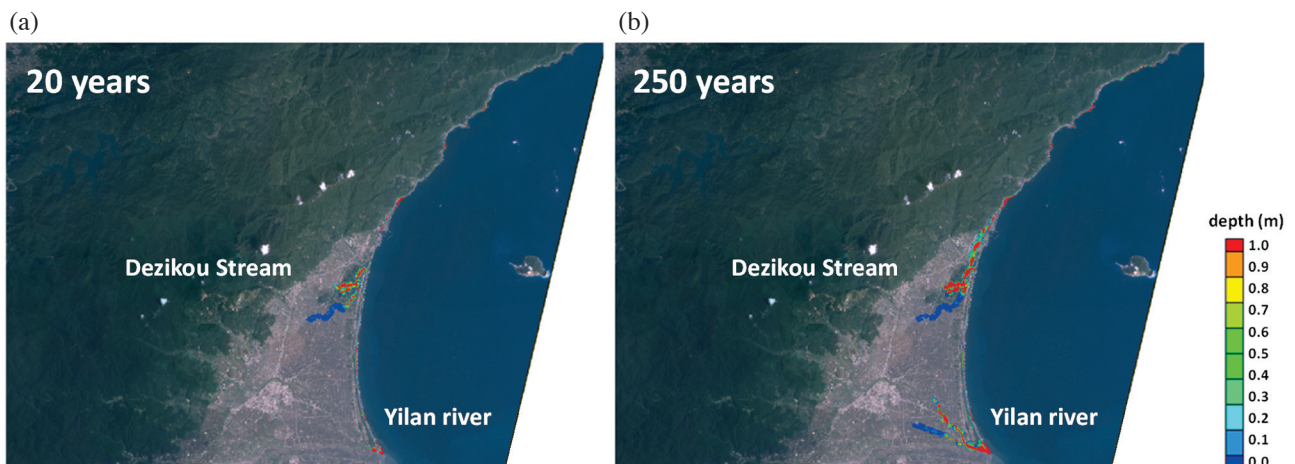 (a)
(b)
20 years
250 years
Dezikou Stream
Dezikou Stream
Yilan river
Yilan river
depth (m)
1.0
0.9
0.8
0.7
0.6
0.5
0.4
0.3
0.2
0.1
0.0